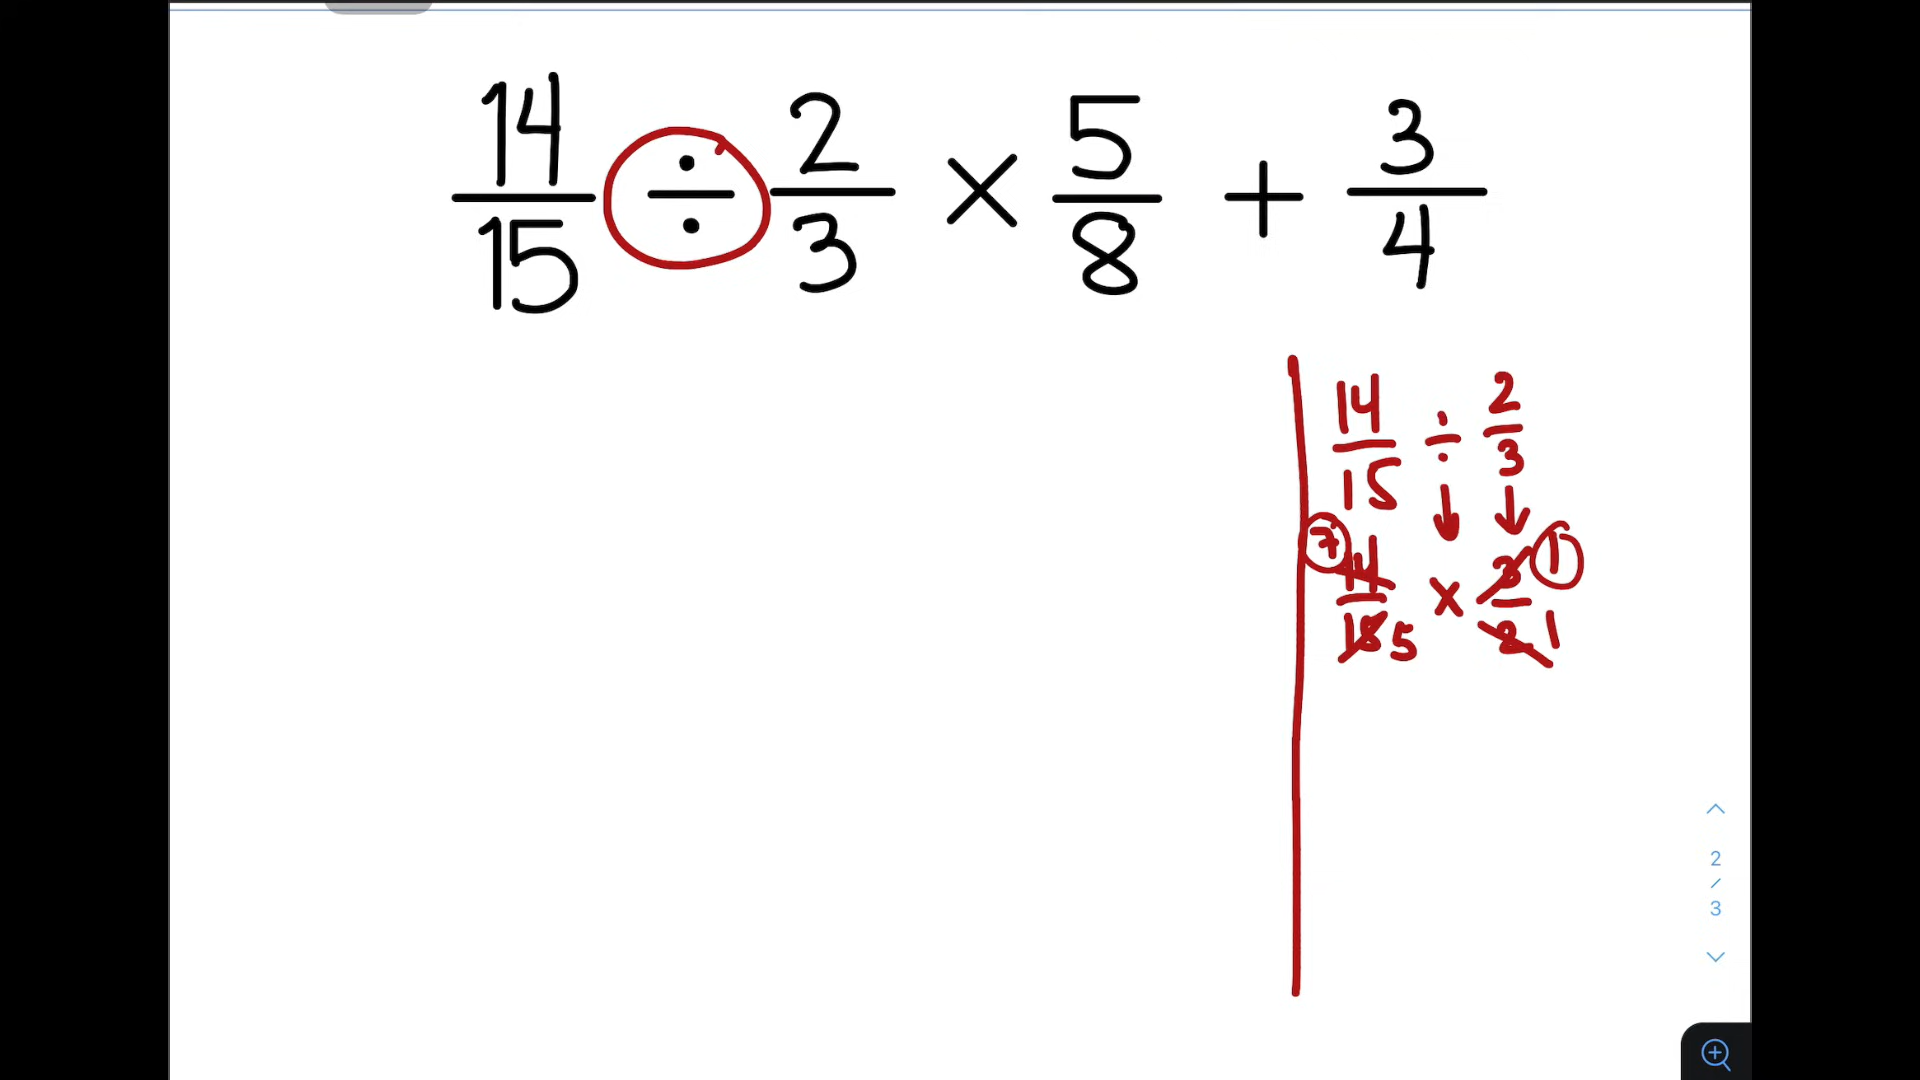 14/15 ÷ 2/3 × 5/8 + 3/4
14/15 ÷ 2/3
↓ ↓
7 14/15 5 × 3/2 1 1
2
/
3